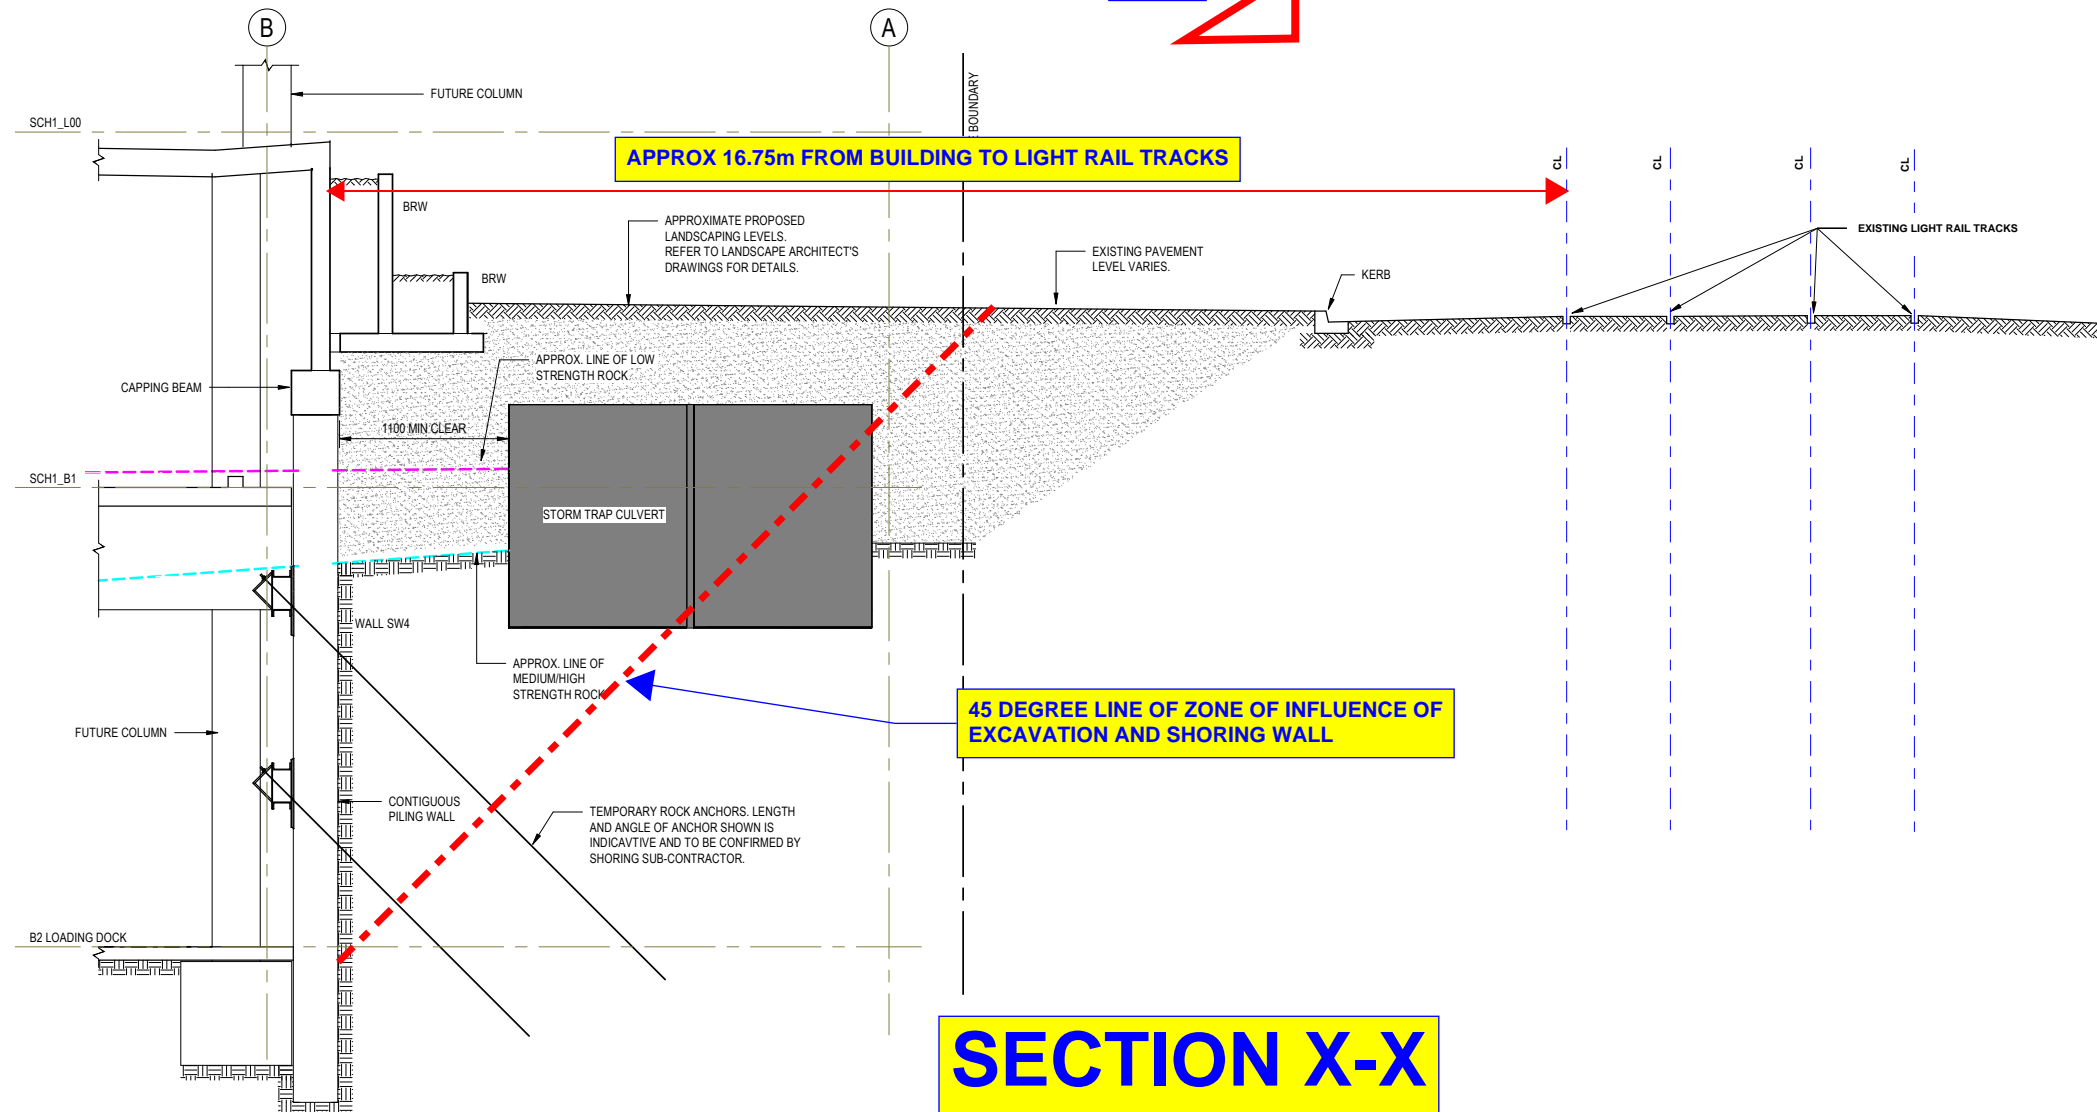 B
A
FUTURE COLUMN
SCH1_L00
BOUNDARY
APPROX 16.75m FROM BUILDING TO LIGHT RAIL TRACKS
CL
CL
CL
CL
BRW
APPROXIMATE PROPOSED
LANDSCAPING LEVELS.
REFER TO LANDSCAPE ARCHITECT'S
DRAWINGS FOR DETAILS.
EXISTING PAVEMENT
LEVEL VARIES.
EXISTING LIGHT RAIL TRACKS
BRW
KERB
APPROX. LINE OF LOW
STRENGTH ROCK
CAPPING BEAM
1100 MIN CLEAR
SCH1_B1
STORM TRAP CULVERT
WALL SW4
APPROX. LINE OF
MEDIUM/HIGH
STRENGTH ROCK
45 DEGREE LINE OF ZONE OF INFLUENCE OF
EXCAVATION AND SHORING WALL
FUTURE COLUMN
CONTIGUOUS
PILING WALL
TEMPORARY ROCK ANCHORS. LENGTH
AND ANGLE OF ANCHOR SHOWN IS
INDICAVTIVE AND TO BE CONFIRMED BY
SHORING SUB-CONTRACTOR.
B2 LOADING DOCK
SECTION X-X